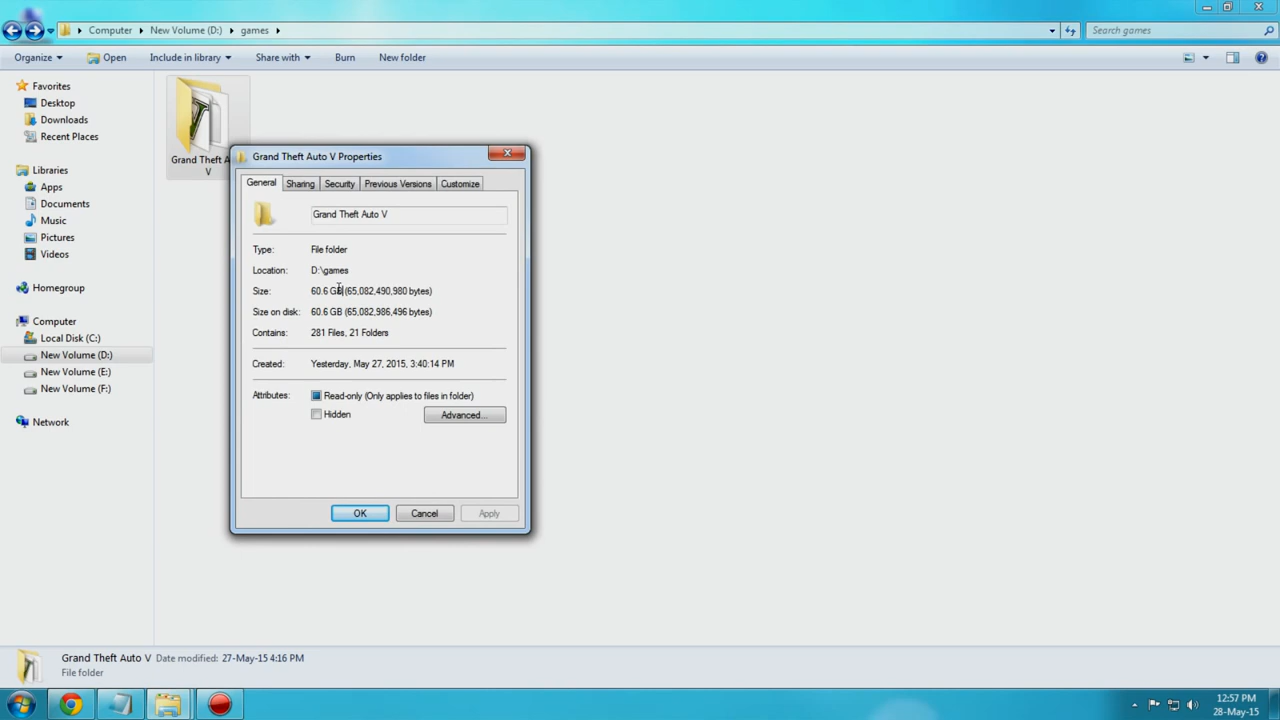 Computer
New Volume (D:)
games
Search games
Organize
Open
Include in library
Share with
Burn
New folder
Favorites
Desktop
Downloads
Recent Places
Libraries
Apps
Documents
Music
Pictures
Videos
Homegroup
Computer
Local Disk (C:)
New Volume (D:)
New Volume (E:)
New Volume (F:)
Network
Grand Theft A
V
Grand Theft Auto V Properties
General
Sharing
Security
Previous Versions
Customize
Grand Theft Auto V
Type: File folder
Location: D:\games
Size: 60.6 GB (65,082,490,980 bytes)
Size on disk: 60.6 GB (65,082,986,496 bytes)
Contains: 281 Files, 21 Folders
Created: Yesterday, May 27, 2015, 3:40:14 PM
Attributes: Read-only (Only applies to files in folder)
Hidden
Advanced...
OK
Cancel
Apply
Grand Theft Auto V Date modified: 27-May-15 4:16 PM
File folder
12:57 PM
28-May-15